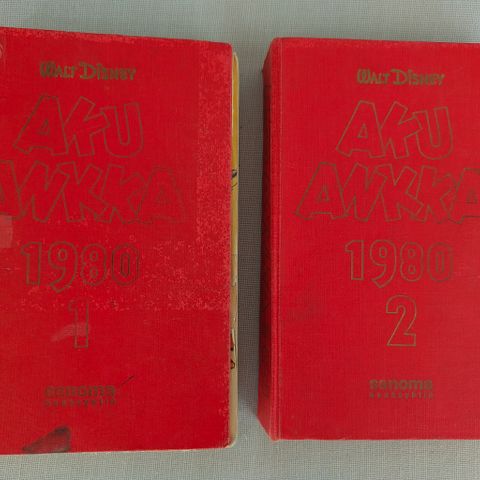 WALT DISNEY
AKU
ANKKA
1980
1
sanoma
WALT DISNEY
AKU
ANKKA
1980
2
sanoma